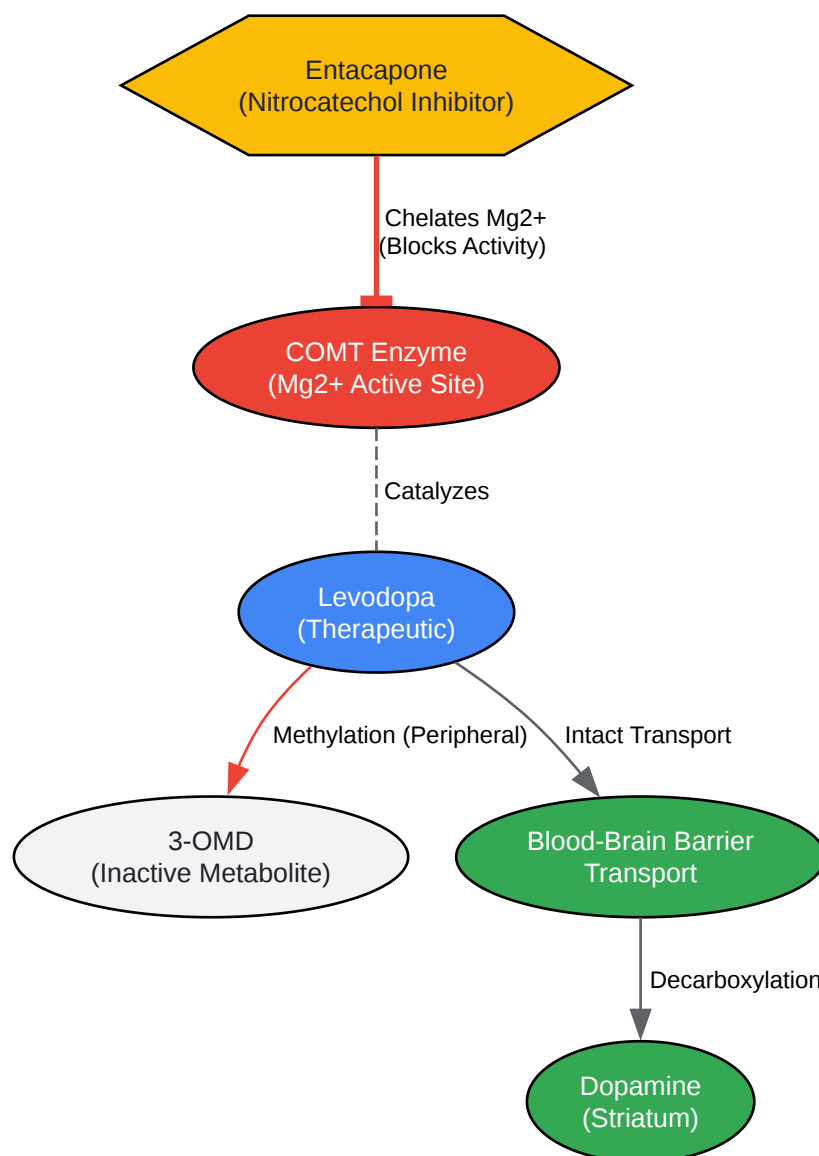 Entacapone
(Nitrocatechol Inhibitor)
Chelates Mg2+
(Blocks Activity)
COMT Enzyme
(Mg2+ Active Site)
Catalyzes
Levodopa
(Therapeutic)
Methylation (Peripheral)
Intact Transport
3-OMD
(Inactive Metabolite)
Blood-Brain Barrier
Transport
Decarboxylation
Dopamine
(Striatum)